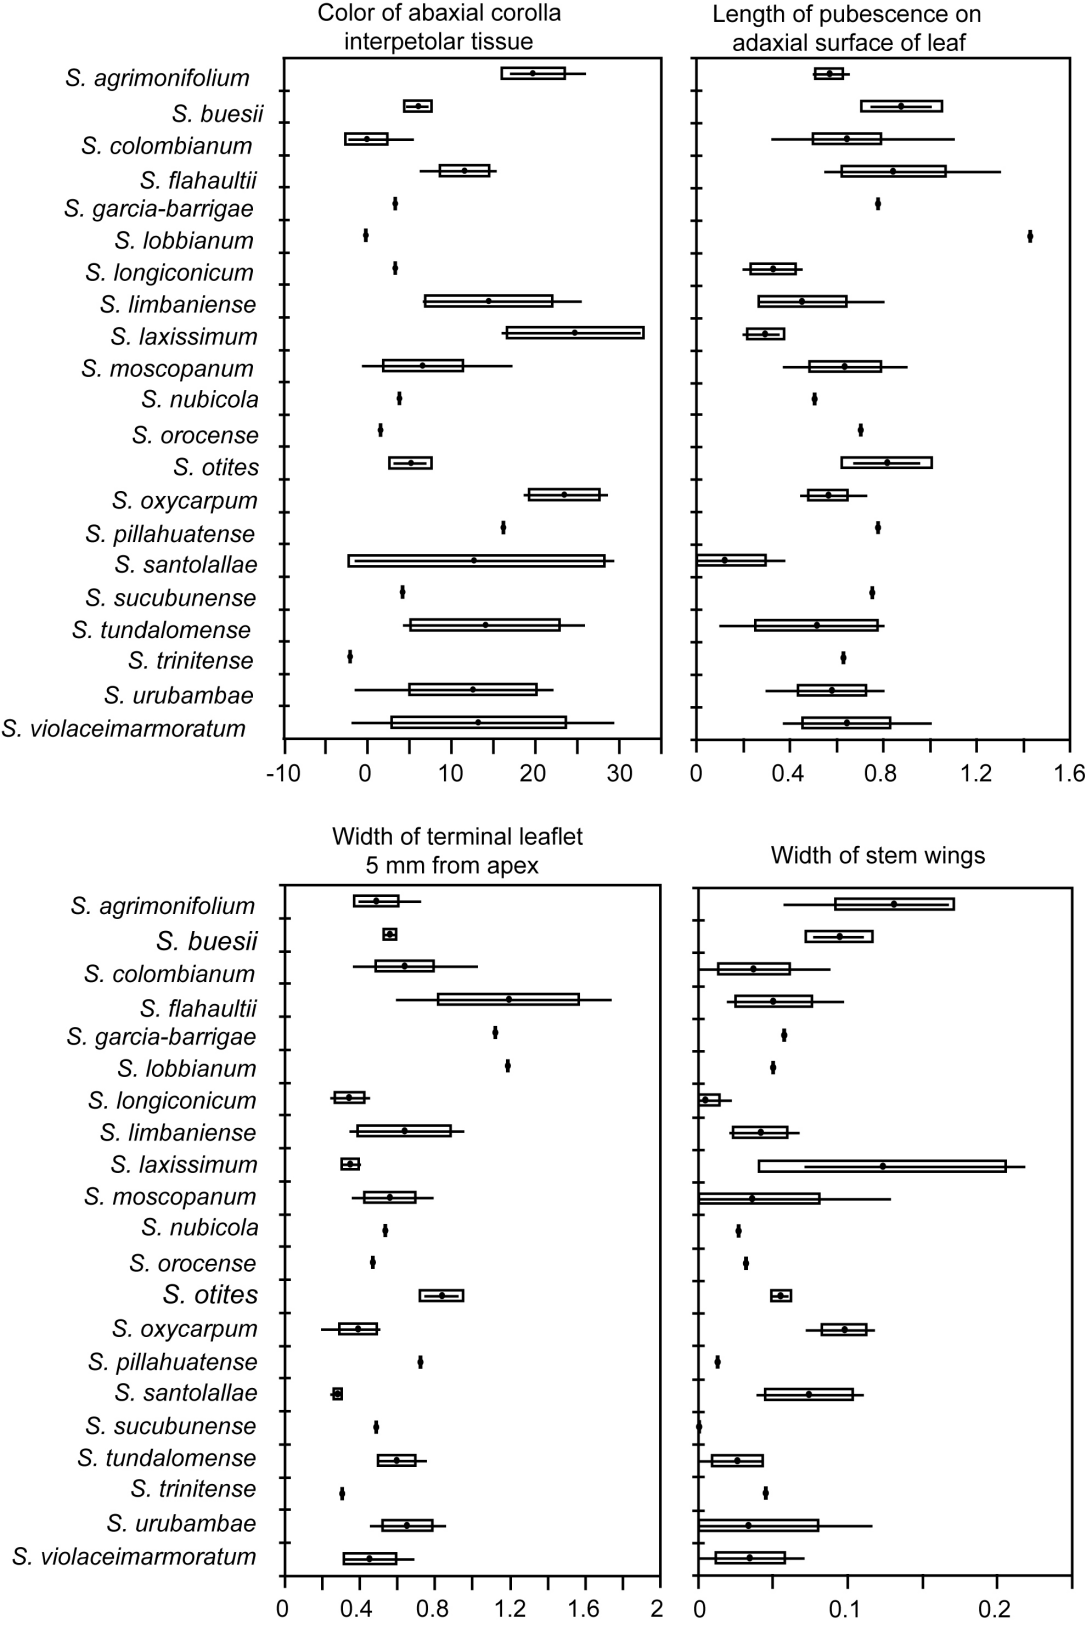 Color of abaxial corolla
interpetolar tissue
Length of pubescence on
adaxial surface of leaf
S. agrimonifolium
S. buesii
S. colombianum
S. flahaultii
S. garcia-barrigae
S. lobbianum
S. longiconicum
S. limbaniense
S. laxissimum
S. moscopanum
S. nubicola
S. orocense
S. otites
S. oxycarpum
S. pillahuatense
S. santolallae
S. sucubunense
S. tundalomense
S. trinitense
S. urubambae
S. violaceimarmoratum
-10 0 10 20 30
0 0.4 0.8 1.2 1.6
Width of terminal leaflet
5 mm from apex
Width of stem wings
S. agrimonifolium
S. buesii
S. colombianum
S. flahaultii
S. garcia-barrigae
S. lobbianum
S. longiconicum
S. limbaniense
S. laxissimum
S. moscopanum
S. nubicola
S. orocense
S. otites
S. oxycarpum
S. pillahuatense
S. santolallae
S. sucubunense
S. tundalomense
S. trinitense
S. urubambae
S. violaceimarmoratum
0 0.4 0.8 1.2 1.6 2
0 0.1 0.2